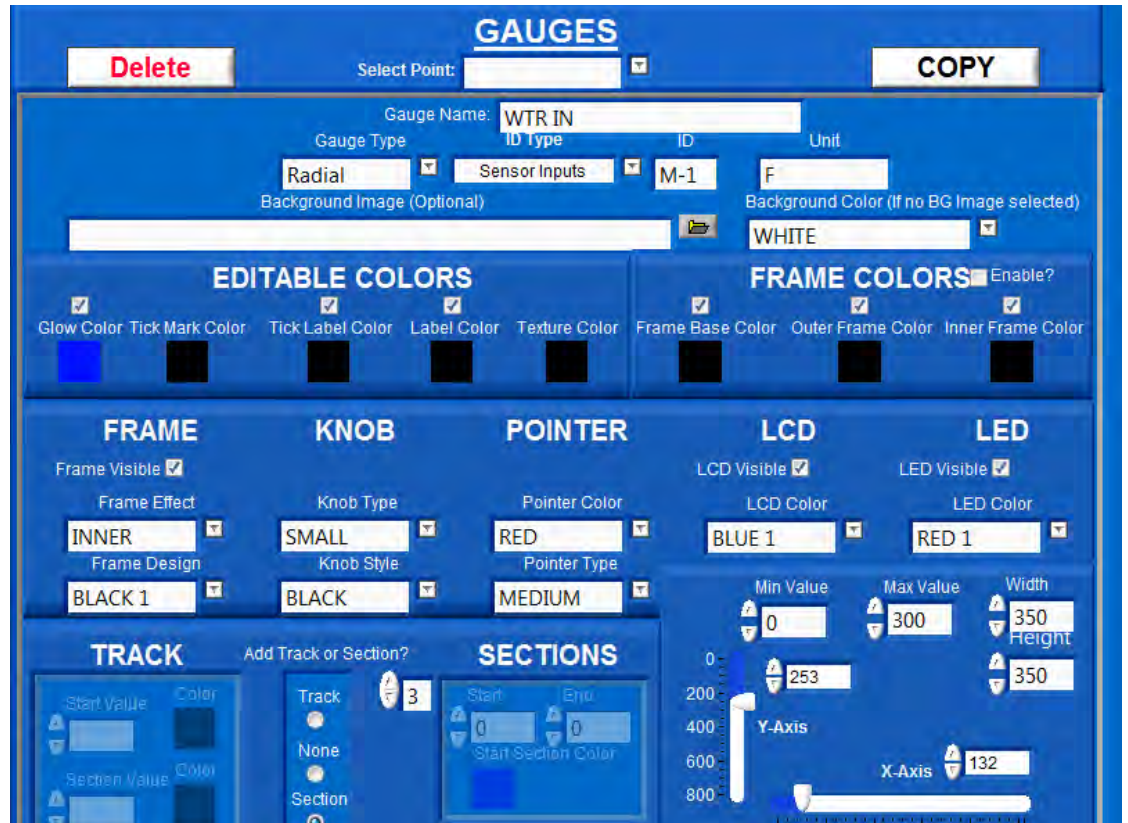 GAUGES
Delete
Select Point:
COPY
Gauge Name: WTR IN
Gauge Type ID Type ID Unit
Radial Sensor Inputs M-1 F
Background Image (Optional) Background Color (If no BG Image selected)
WHITE
EDITABLE COLORS FRAME COLORS Enable?
Glow Color Tick Mark Color Tick Label Color Label Color Texture Color Frame Base Color Outer Frame Color Inner Frame Color
FRAME KNOB POINTER LCD LED
Frame Visible LCD Visible LED Visible
Frame Effect Knob Type Pointer Color LCD Color LED Color
INNER SMALL RED BLUE 1 RED 1
Frame Design Knob Style Pointer Type
BLACK 1 BLACK MEDIUM
Min Value Max Value Width
0 300 350
Height
TRACK Add Track or Section? SECTIONS
0 253 350
Start Value Color Track 3 Start End
200
0 0
400 Y-Axis
None Start Section Color
600 X-Axis 132
Section Value Color
Section
800